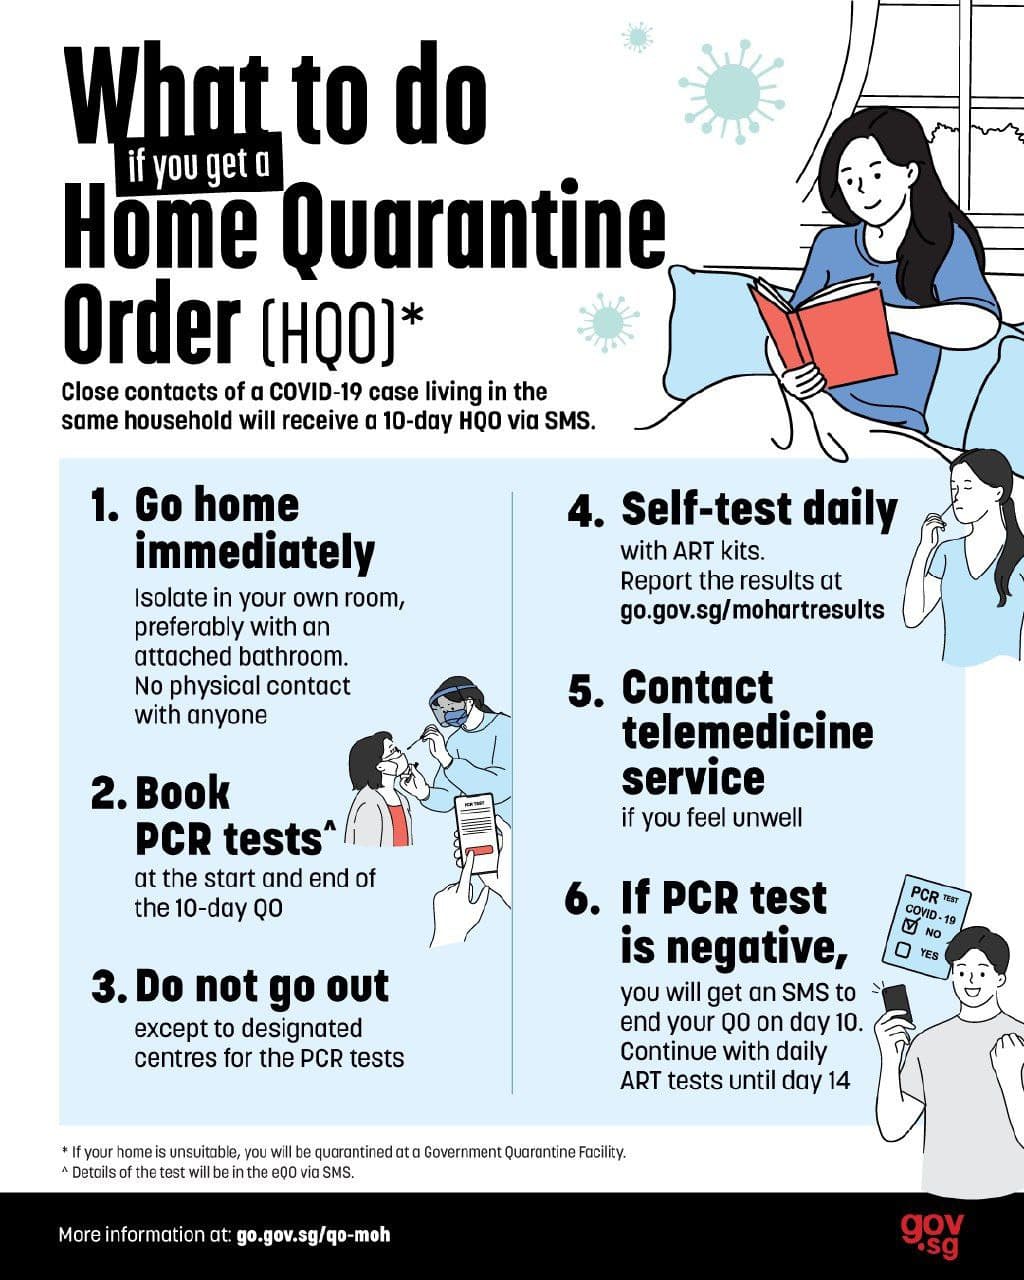 What to do
if you get a
Home Quarantine
Order (HQO)*
Close contacts of a COVID-19 case living in the
same household will receive a 10-day HQO via SMS.
1. Go home
immediately
Isolate in your own room,
preferably with an
attached bathroom.
No physical contact
with anyone
2. Book
PCR tests^
at the start and end of
the 10-day QO
PCR TEST
3. Do not go out
except to designated
centres for the PCR tests
4. Self-test daily
with ART kits.
Report the results at
go.gov.sg/mohartresults
5. Contact
telemedicine
service
if you feel unwell
6. If PCR test
is negative,
you will get an SMS to
end your QO on day 10.
Continue with daily
ART tests until day 14
PCR TEST
COVID-19
NO
YES
* If your home is unsuitable, you will be quarantined at a Government Quarantine Facility.
^ Details of the test will be in the eQO via SMS.
More information at: go.gov.sg/qo-moh
gov
.sg